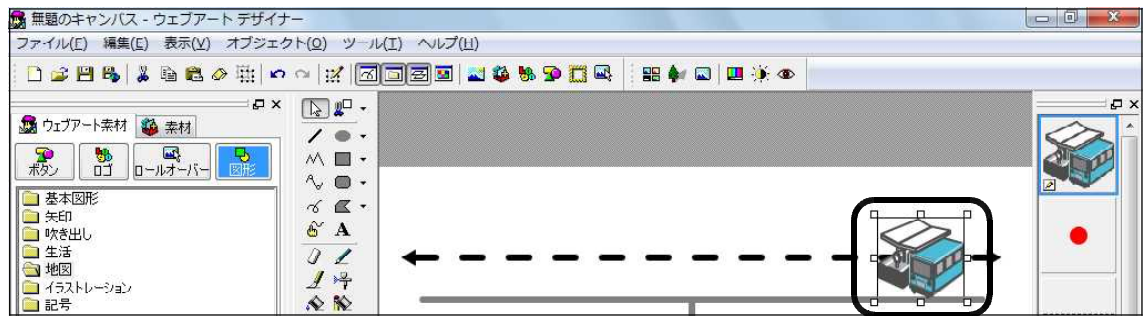 無題のキャンバス - ウェブアート デザイナー
ファイル(F) 編集(E) 表示(V) オブジェクト(O) ツール(T) ヘルプ(H)
ウェブアート素材 素材
ボタン ロゴ ロールオーバー 図形
基本図形
矢印
吹き出し
生活
地図
イラストレーション
記号
A